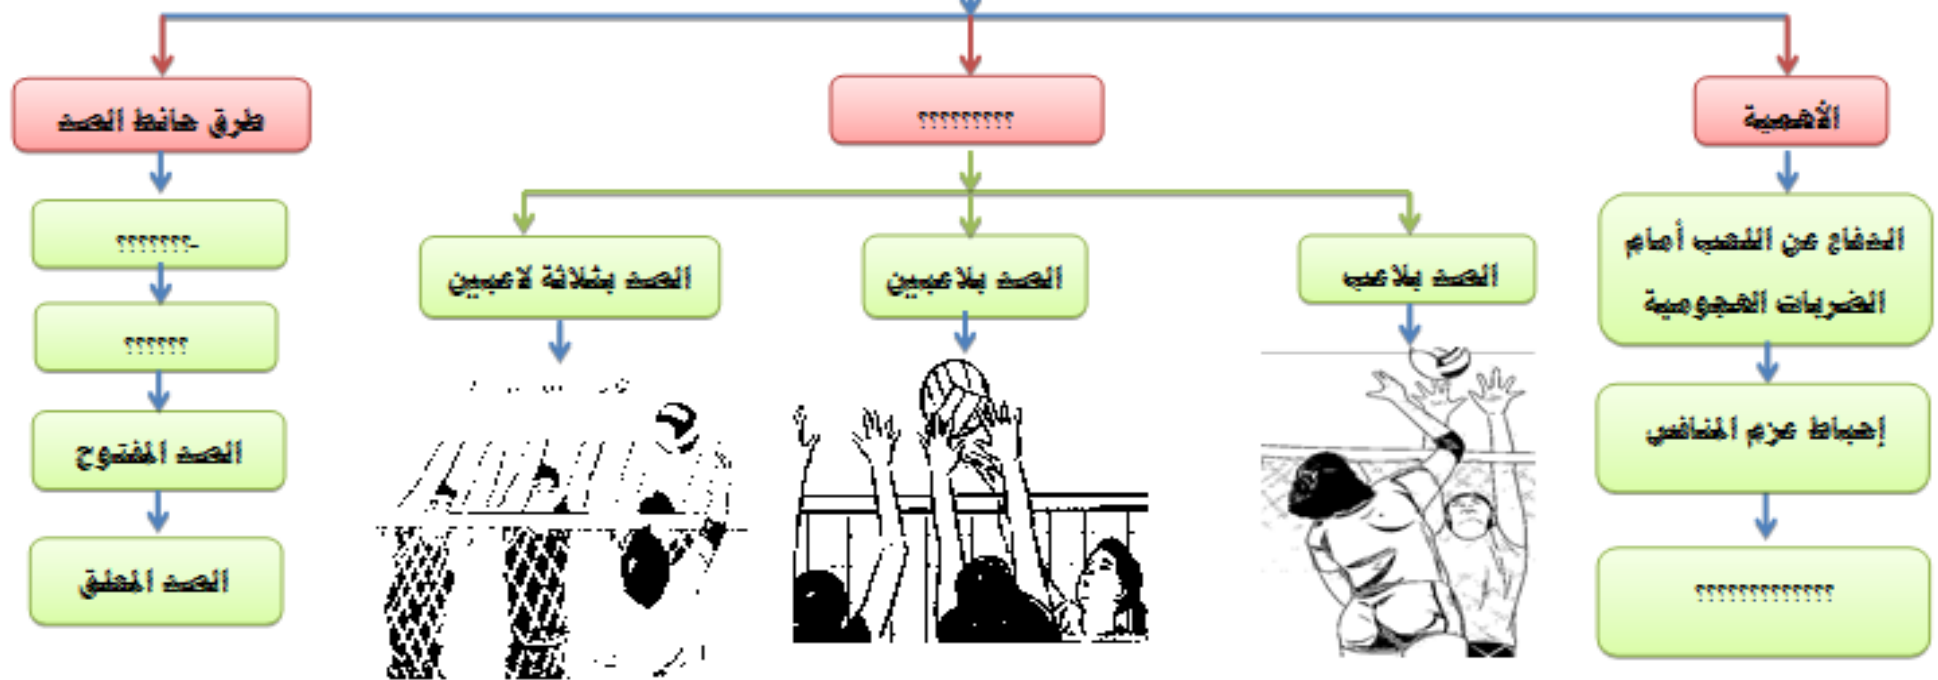 الأهمية
؟؟؟؟؟؟؟؟؟
طرق حائط الصد
الدفاع عن الملعب أمام
الضربات الهجومية
إحباط عزم المنافس
؟؟؟؟؟؟؟؟؟؟؟؟؟
الصد بلاعب
الصد بلاعبين
الصد بثلاثة لاعبين
-؟؟؟؟؟؟؟
؟؟؟؟؟؟
الصد المفتوح
الصد المغلق